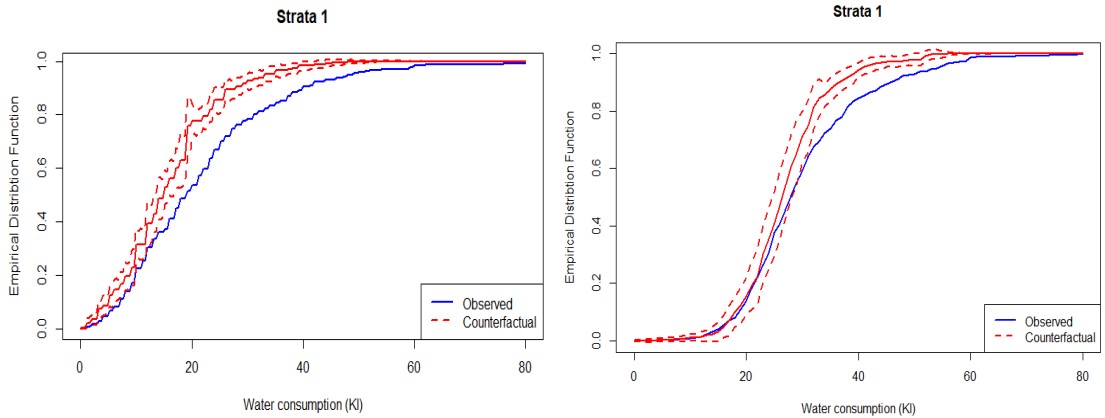 Strata 1
Empirical Distribtion Function
0.0 0.2 0.4 0.6 0.8 1.0
Observed
Counterfactual
0 20 40 60 80
Water consumption (Kl)
Strata 1
Empirical Distribution Function
0.0 0.2 0.4 0.6 0.8 1.0
Observed
Counterfactual
0 20 40 60 80
Water consumption (Kl)